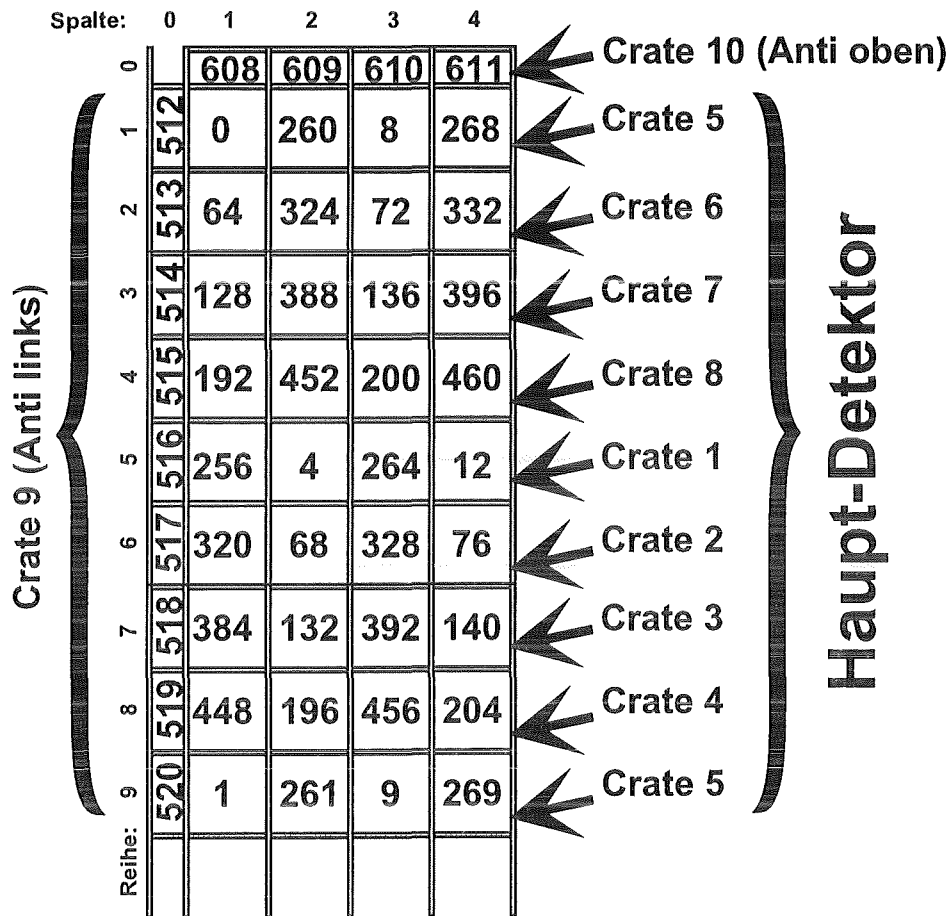 Spalte: 0 1 2 3 4
0 608 609 610 611 Crate 10 (Anti oben)
1 512 0 260 8 268 Crate 5
2 513 64 324 72 332 Crate 6
3 514 128 388 136 396 Crate 7
4 515 192 452 200 460 Crate 8
5 516 256 4 264 12 Crate 1
6 517 320 68 328 76 Crate 2
7 518 384 132 392 140 Crate 3
8 519 448 196 456 204 Crate 4
9 520 1 261 9 269 Crate 5
Reihe:
Crate 9 (Anti links)
Haupt-Detektor